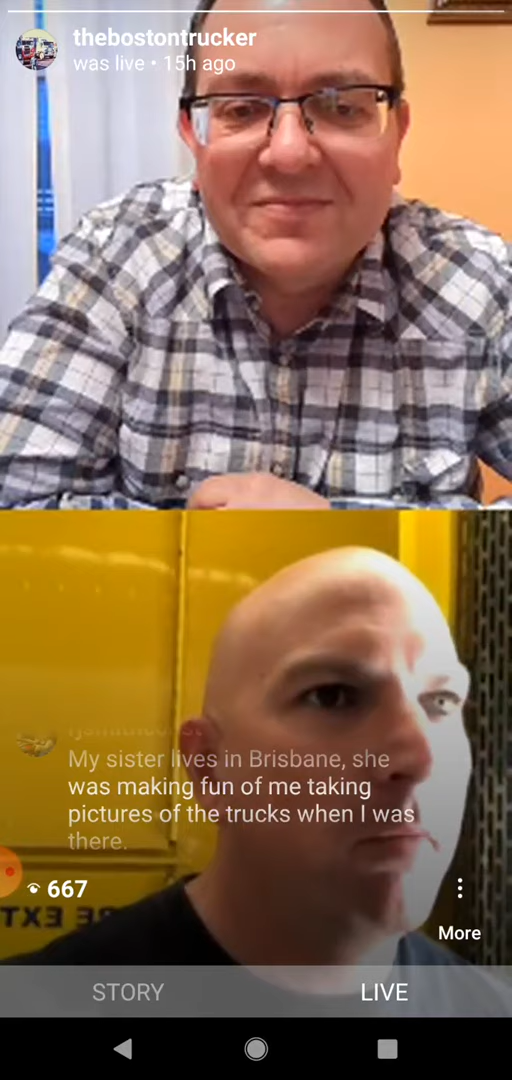 thebostontrucker
was live • 15h ago
My sister lives in Brisbane, she
was making fun of me taking
pictures of the trucks when I was
there.
667
More
STORY
LIVE